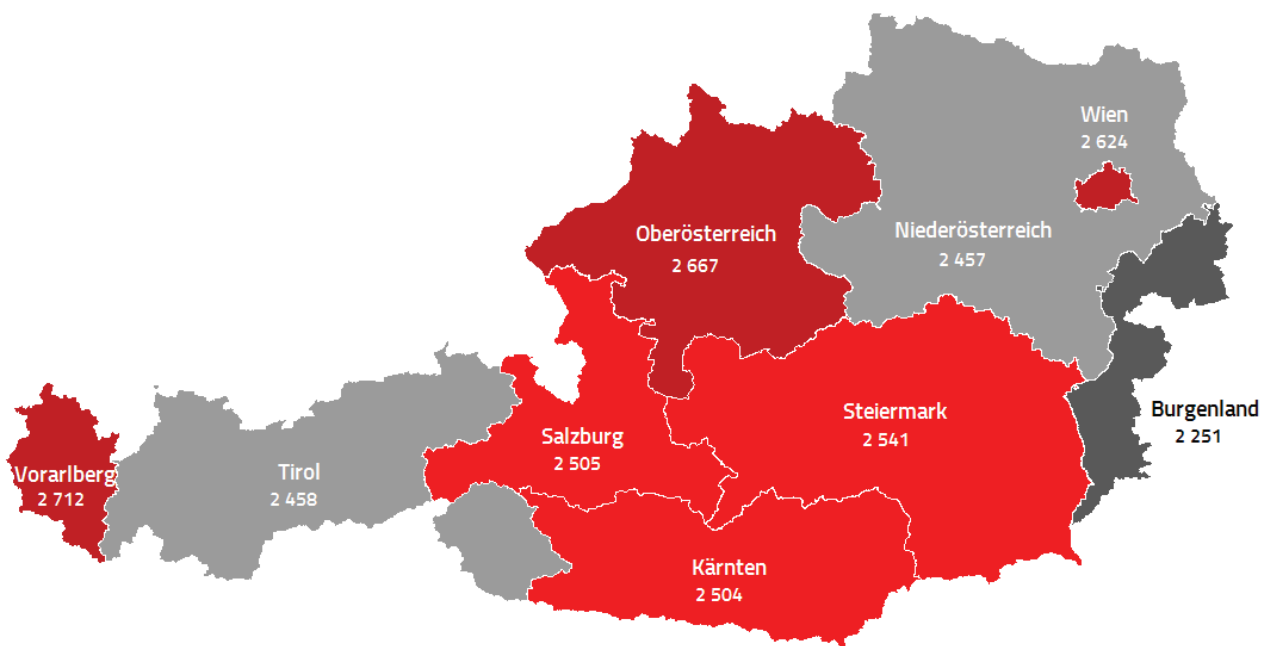 Wien
2 624
Oberösterreich
2 667
Niederösterreich
2 457
Steiermark
2 541
Burgenland
2 251
Salzburg
2 505
Vorarlberg
2 712
Tirol
2 458
Kärnten
2 504